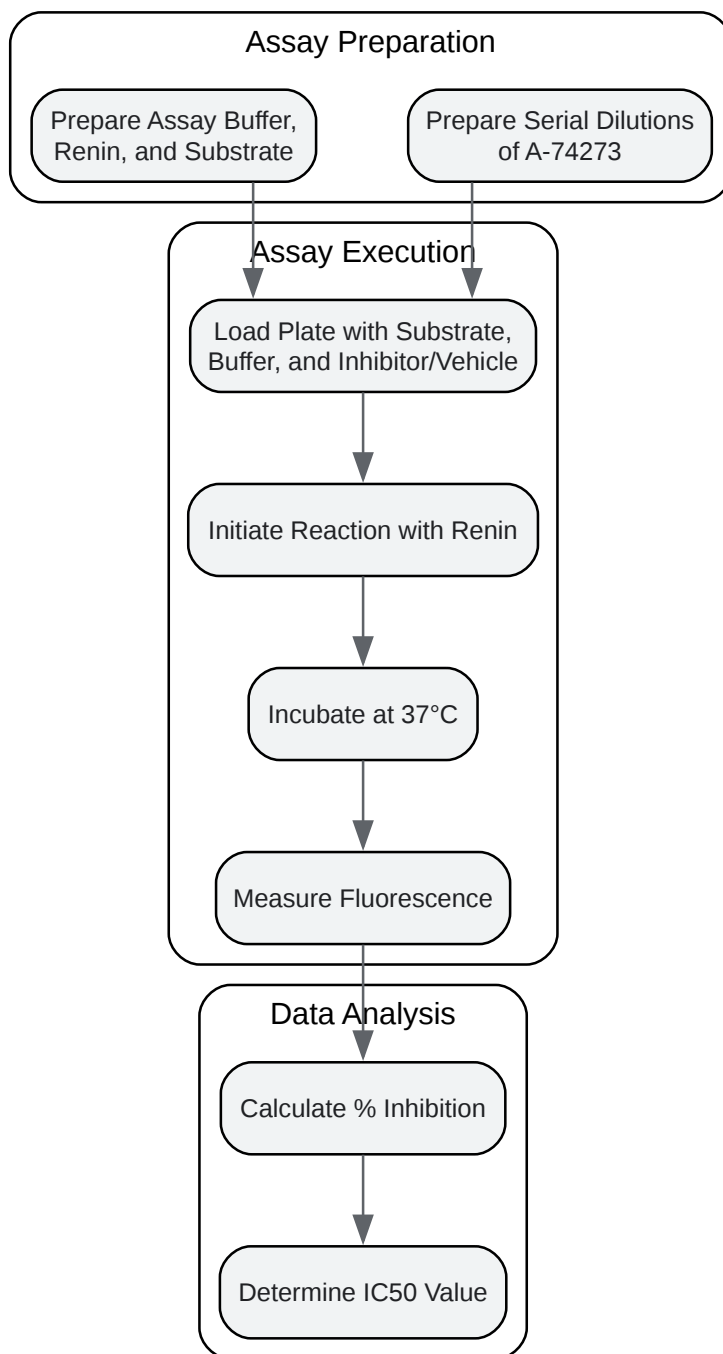 Assay Preparation
Prepare Assay Buffer,
Renin, and Substrate
Prepare Serial Dilutions
of A-74273
Assay Execution
Load Plate with Substrate,
Buffer, and Inhibitor/Vehicle
Initiate Reaction with Renin
Incubate at 37°C
Measure Fluorescence
Data Analysis
Calculate % Inhibition
Determine IC50 Value